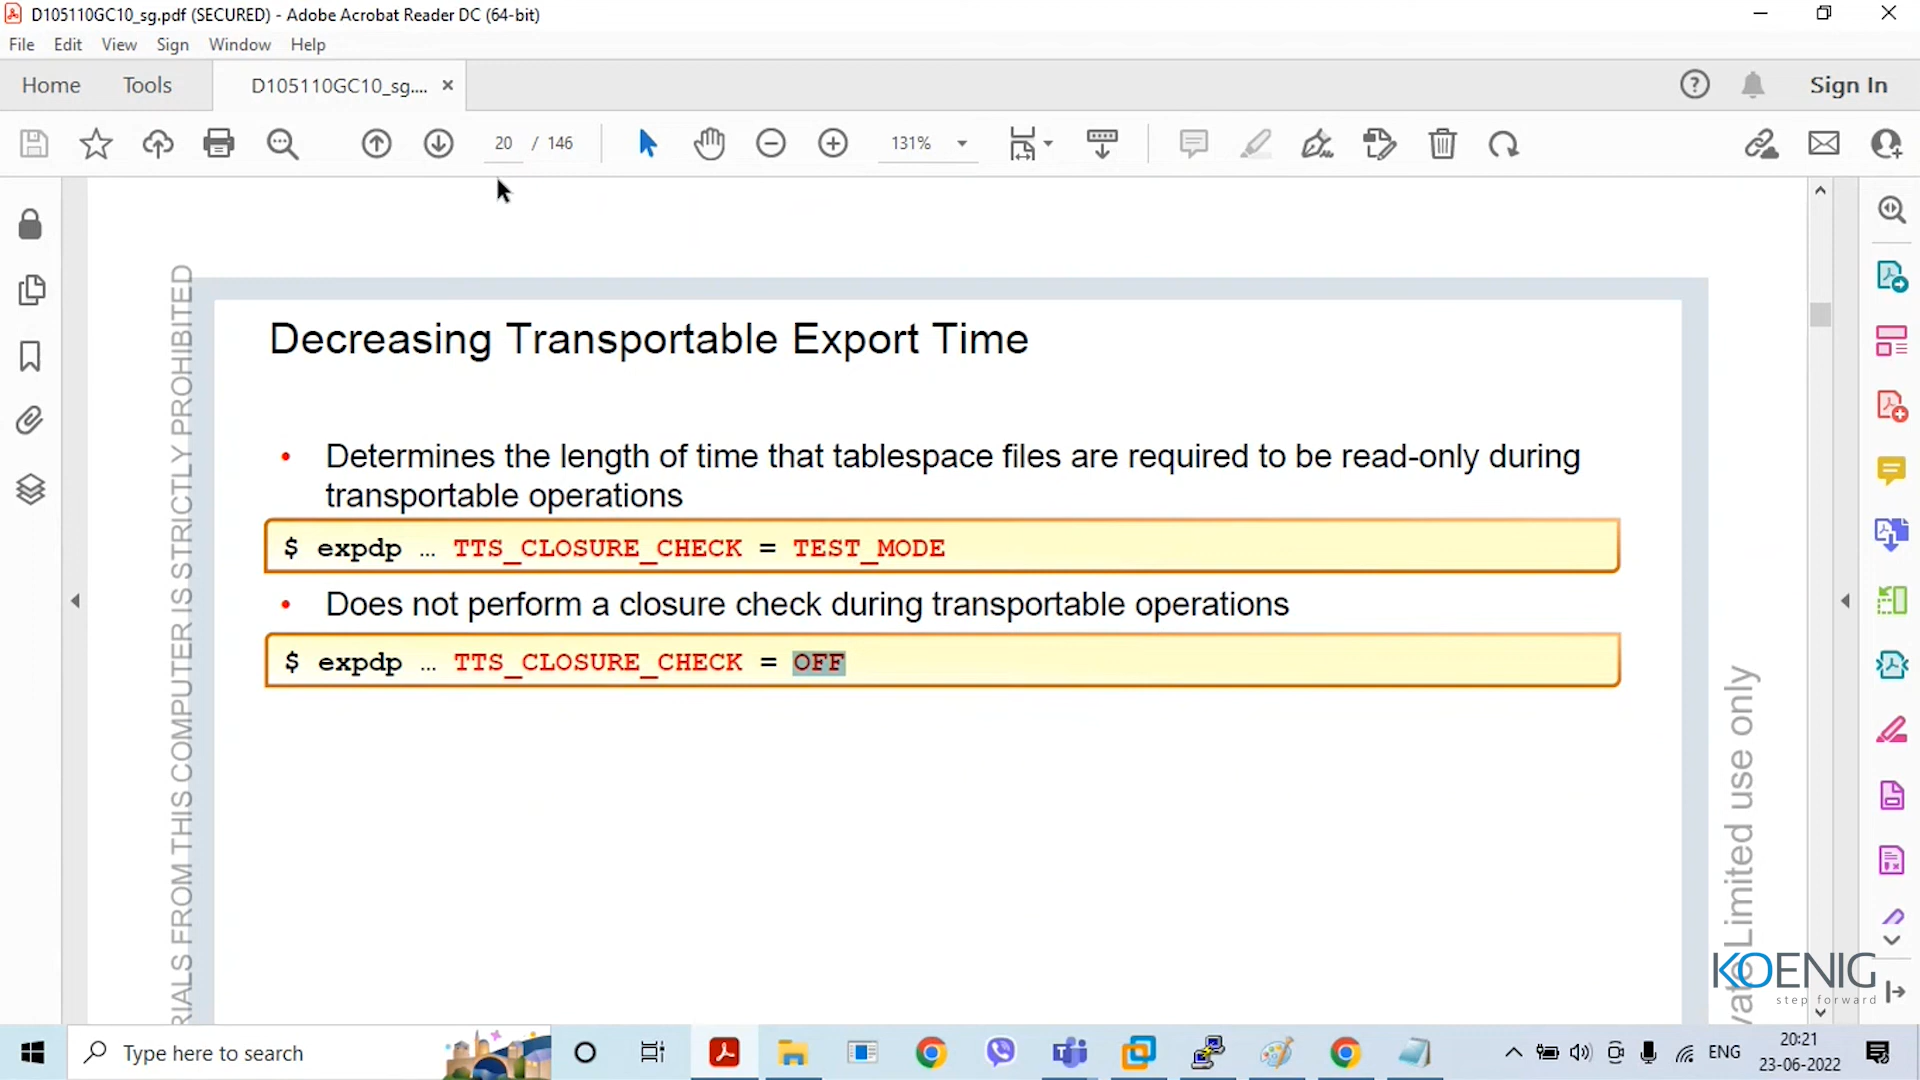 D105110GC10_sg.pdf (SECURED) - Adobe Acrobat Reader DC (64-bit)
File Edit View Sign Window Help
Home Tools D105110GC10_sg.... × Sign In
20 / 146 131%
Decreasing Transportable Export Time
• Determines the length of time that tablespace files are required to be read-only during
transportable operations
$ expdp … TTS_CLOSURE_CHECK = TEST_MODE
• Does not perform a closure check during transportable operations
$ expdp … TTS_CLOSURE_CHECK = OFF
RIALS FROM THIS COMPUTER IS STRICTLY PROHIBITED
vate Limited use only
KOENIG
step forward
Type here to search
ENG
20:21
23-06-2022